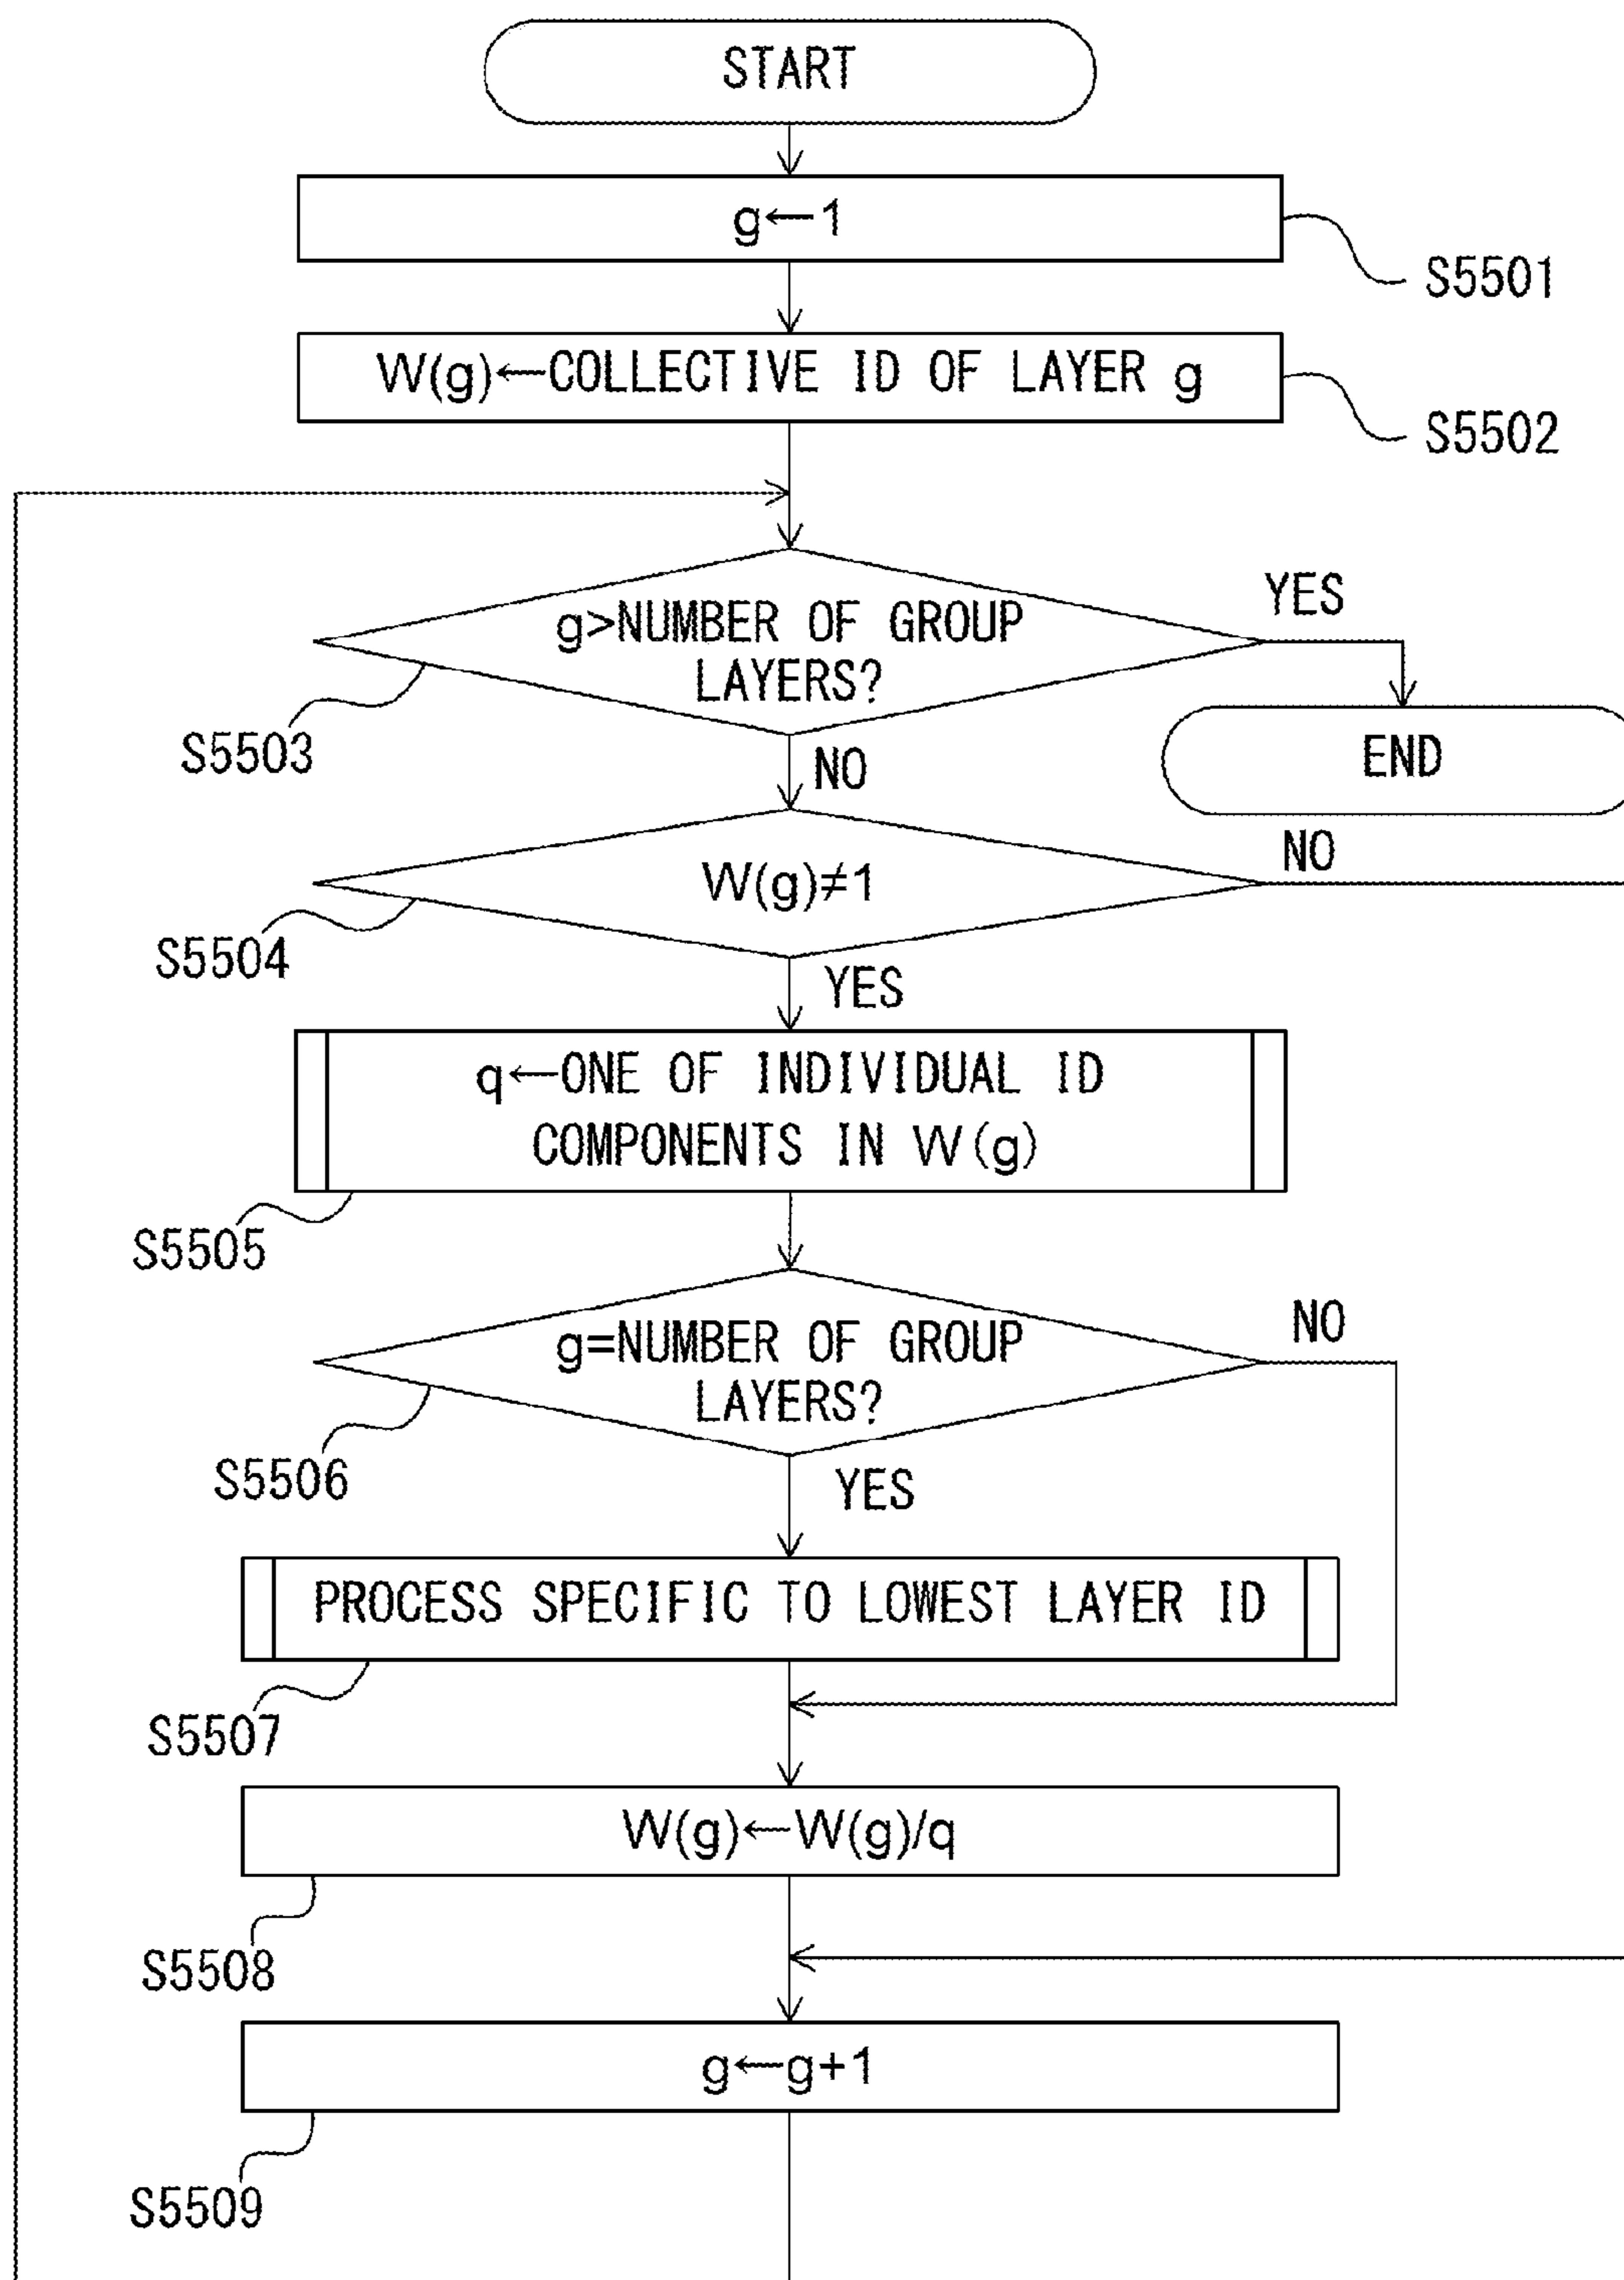 START
g←1
S5501
W(g)←COLLECTIVE ID OF LAYER g
S5502
g>NUMBER OF GROUP
LAYERS?
YES
S5503
NO
END
W(g)≠1
NO
S5504
YES
q←ONE OF INDIVIDUAL ID
COMPONENTS IN W(g)
S5505
g=NUMBER OF GROUP
LAYERS?
NO
S5506
YES
PROCESS SPECIFIC TO LOWEST LAYER ID
S5507
W(g)←W(g)/q
S5508
g←g+1
S5509